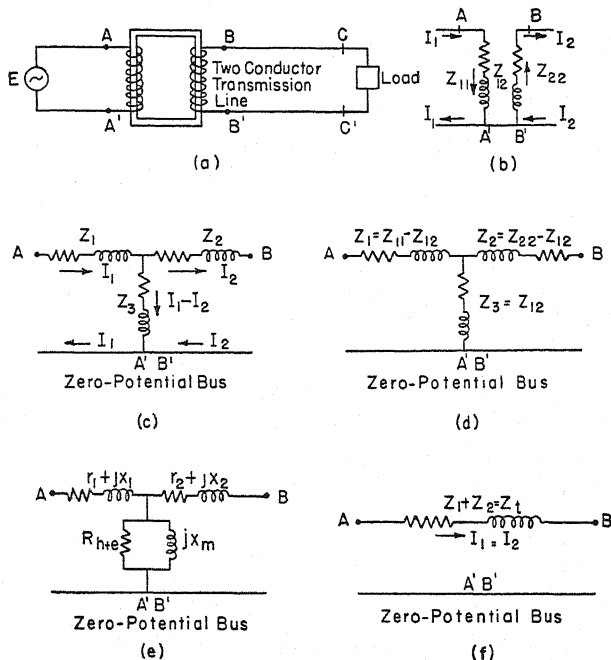 A
B
C
E
Two Conductor
Transmission
Line
Load
A'
B'
C'
(a)
A
B
I₁
I₂
Z₁₁
Z₁₂
Z₂₂
I₁
I₂
A'
B'
(b)
Z₁
Z₂
A
B
I₁
I₂
Z₃
I₁-I₂
I₁
I₂
A' B'
Zero-Potential Bus
(c)
Z₁=Z₁₁-Z₁₂
Z₂=Z₂₂-Z₁₂
A
B
Z₃=Z₁₂
A' B'
Zero-Potential Bus
(d)
r₁+jx₁
r₂+jx₂
A
B
Rₕ₊ₑ
jxₘ
A' B'
Zero-Potential Bus
(e)
Z₁+Z₂=Zₜ
A
B
I₁=I₂
A' B'
Zero-Potential Bus
(f)